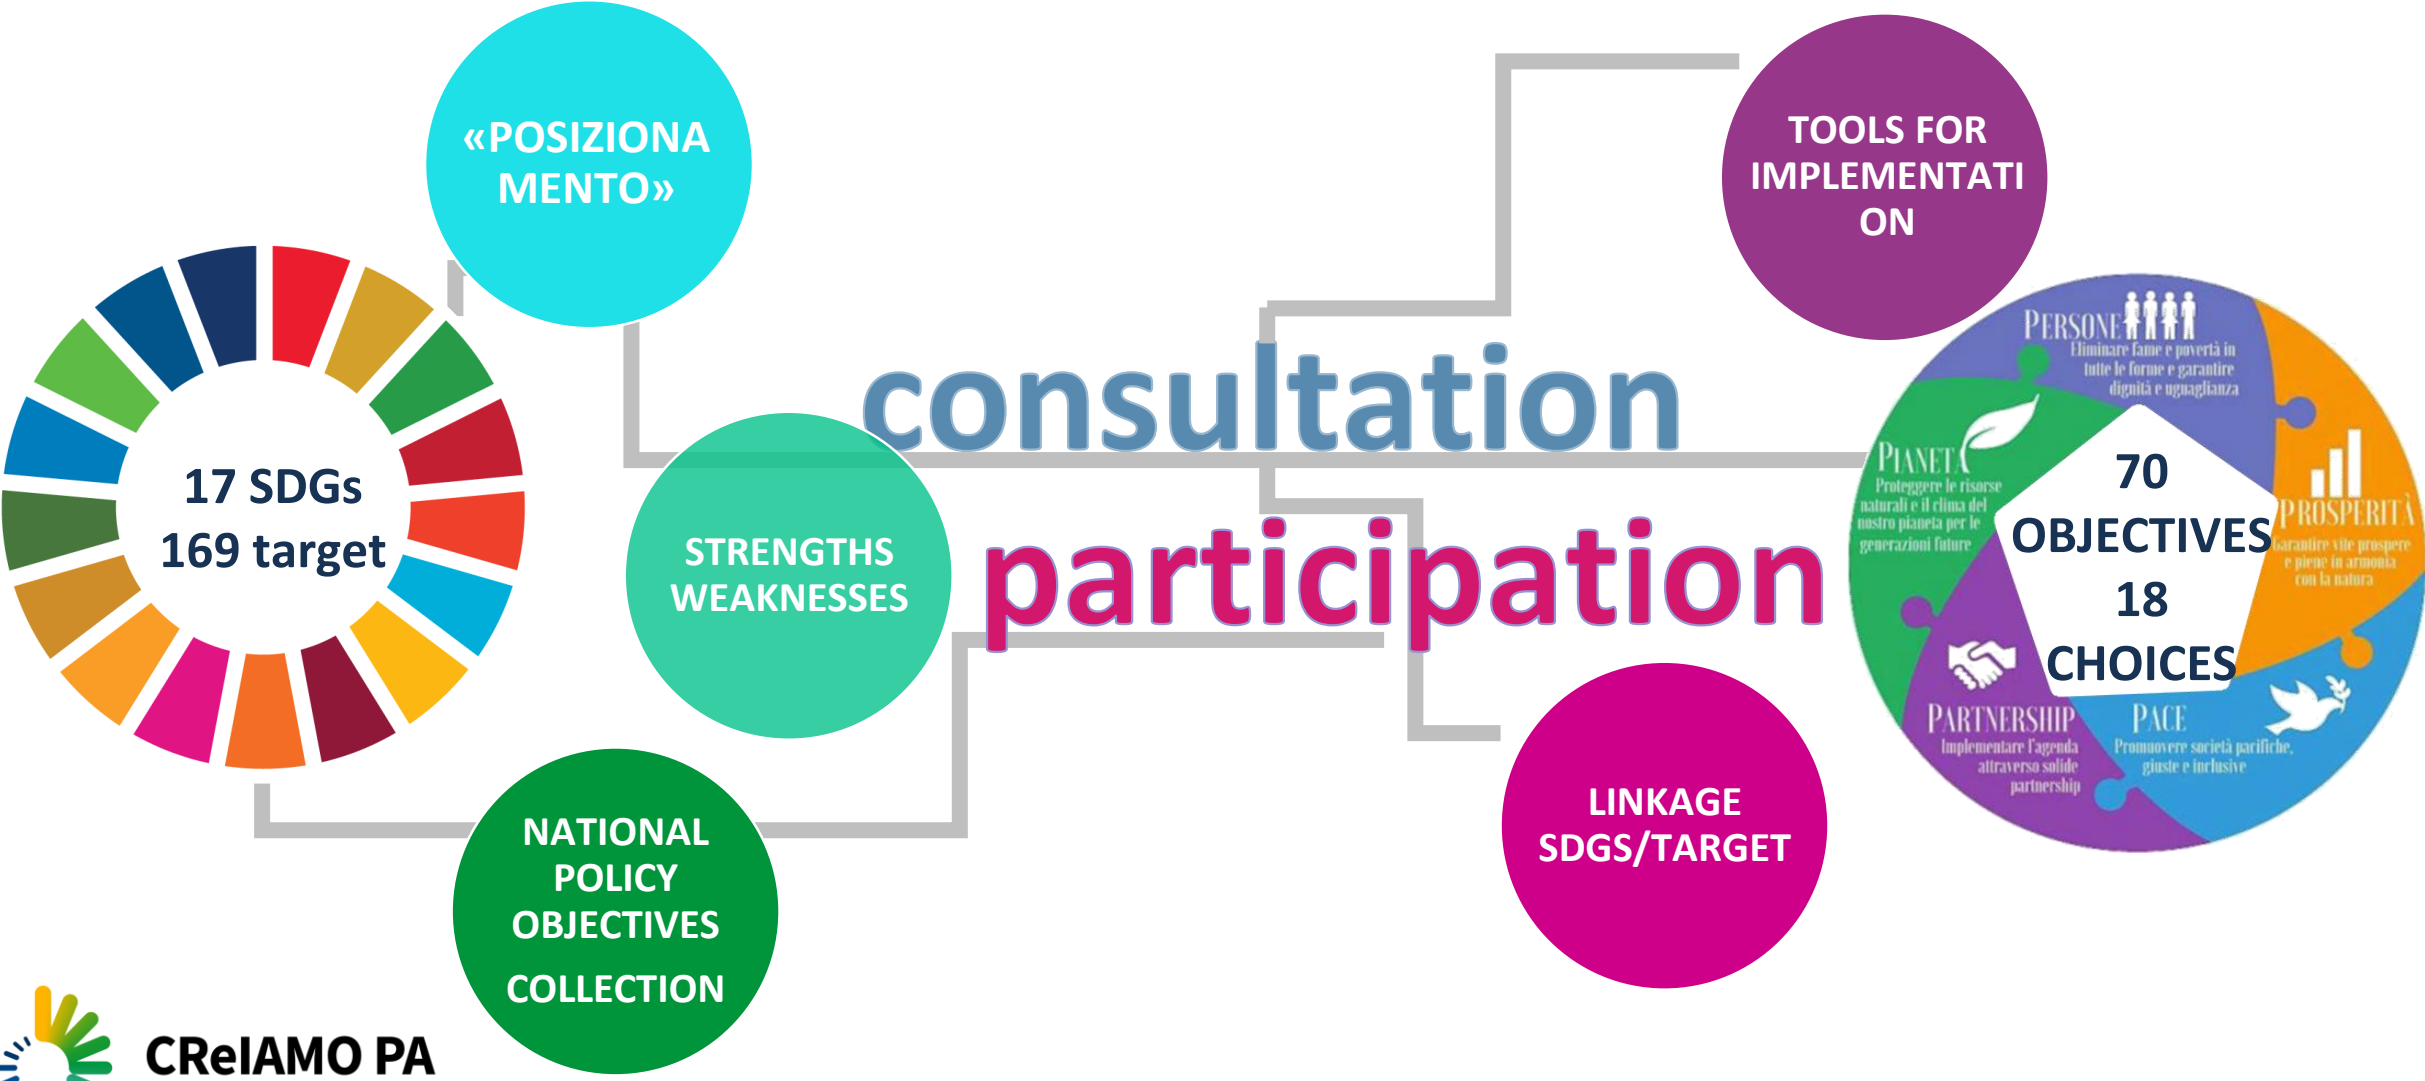 «POSIZIONA
MENTO»
17 SDGs
169 target
STRENGTHS
WEAKNESSES
NATIONAL
POLICY
OBJECTIVES
COLLECTION
consultation
participation
TOOLS FOR
IMPLEMENTATI
ON
LINKAGE
SDGS/TARGET
PERSONE
Eliminare fame e povertà in
tutte le forme e garantire
dignità e uguaglianza
PIANETA
Proteggere le risorse
naturali e il clima del
nostro pianeta per le
generazioni future
PROSPERITÀ
Garantire vite prospere
e piene in armonia
con la natura
70
OBJECTIVES
18
CHOICES
PARTNERSHIP
Implementare l'agenda
attraverso solide
partnership
PACE
Promuovere società pacifiche,
giuste e inclusive
CReIAMO PA